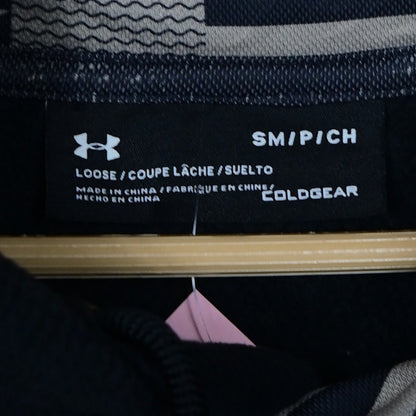 SM/P/CH
LOOSE/COUPE LÂCHE/SUELTO
MADE IN CHINA/FABRIQUÉ EN CHINE/
HECHO EN CHINA
COLDGEAR